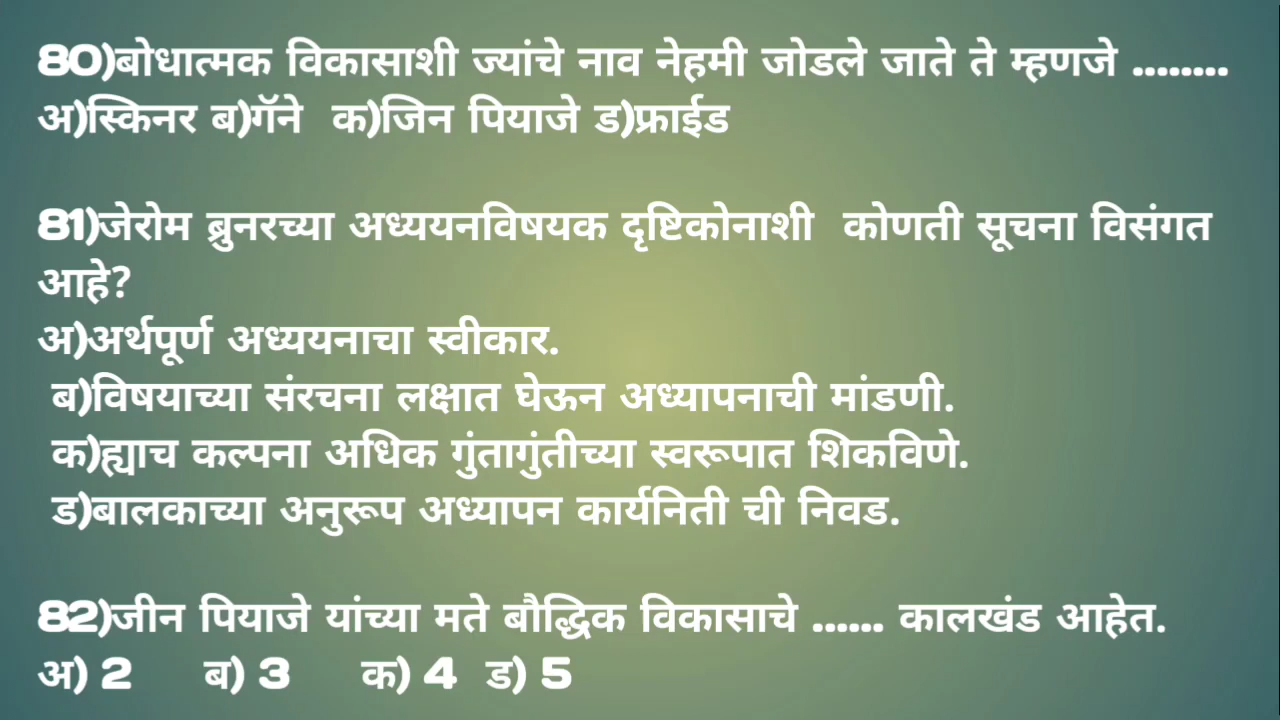 80)बोधात्मक विकासाशी ज्यांचे नाव नेहमी जोडले जाते ते म्हणजे ........
अ)स्किनर ब)गॅने क)जिन पियाजे ड)फ्राईड
81)जेरोम ब्रुनरच्या अध्ययनविषयक दृष्टिकोनाशी कोणती सूचना विसंगत
आहे?
अ)अर्थपूर्ण अध्ययनाचा स्वीकार.
ब)विषयाच्या संरचना लक्षात घेऊन अध्यापनाची मांडणी.
क)ह्याच कल्पना अधिक गुंतागुंतीच्या स्वरूपात शिकविणे.
ड)बालकाच्या अनुरूप अध्यापन कार्यनिती ची निवड.
82)जीन पियाजे यांच्या मते बौद्धिक विकासाचे ...... कालखंड आहेत.
अ) 2 ब) 3 क) 4 ड) 5